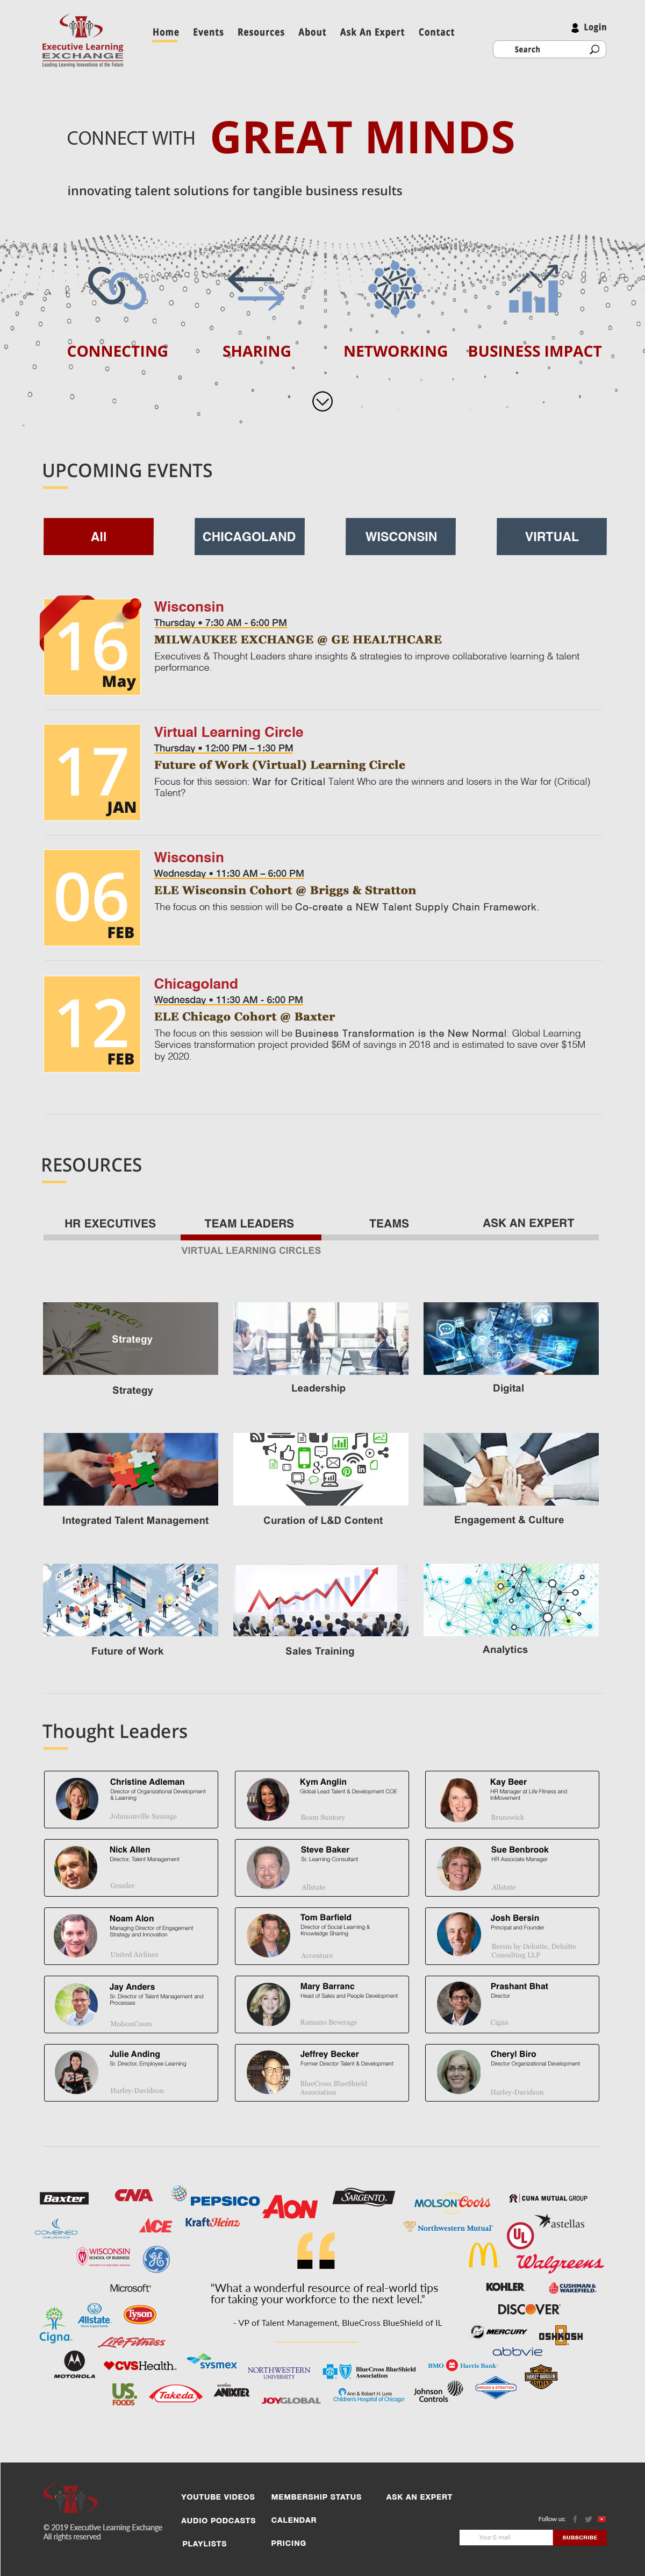 Executive Learning
EXCHANGE
Leading Learning Innovations of the Future
Home Events Resources About Ask An Expert Contact
Login
Search
CONNECT WITH GREAT MINDS
innovating talent solutions for tangible business results
CONNECTING SHARING NETWORKING BUSINESS IMPACT
UPCOMING EVENTS
All CHICAGOLAND WISCONSIN VIRTUAL
16
May
Wisconsin
Thursday • 7:30 AM - 6:00 PM
MILWAUKEE EXCHANGE @ GE HEALTHCARE
Executives & Thought Leaders share insights & strategies to improve collaborative learning & talent
performance.
17
JAN
Virtual Learning Circle
Thursday • 12:00 PM – 1:30 PM
Future of Work (Virtual) Learning Circle
Focus for this session: War for Critical Talent Who are the winners and losers in the War for (Critical)
Talent?
06
FEB
Wisconsin
Wednesday • 11:30 AM – 6:00 PM
ELE Wisconsin Cohort @ Briggs & Stratton
The focus on this session will be Co-create a NEW Talent Supply Chain Framework.
12
FEB
Chicagoland
Wednesday • 11:30 AM - 6:00 PM
ELE Chicago Cohort @ Baxter
The focus on this session will be Business Transformation is the New Normal: Global Learning
Services transformation project provided $6M of savings in 2018 and is estimated to save over $15M
by 2020.
RESOURCES
HR EXECUTIVES TEAM LEADERS TEAMS ASK AN EXPERT
VIRTUAL LEARNING CIRCLES
STRATEGY
Strategy
Strategy Leadership Digital
Integrated Talent Management Curation of L&D Content Engagement & Culture
Future of Work Sales Training Analytics
Thought Leaders
Christine Adleman
Director of Organizational Development
& Learning
Johnsonville Sausage
Kym Anglin
Global Lead Talent & Development COE
Beam Suntory
Kay Beer
HR Manager at Life Fitness and
InMovement
Brunswick
Nick Allen
Director, Talent Management
Gensler
Steve Baker
Sr. Learning Consultant
Allstate
Sue Benbrook
HR Associate Manager
Allstate
Noam Alon
Managing Director of Engagement
Strategy and Innovation
United Airlines
Tom Barfield
Director of Social Learning &
Knowledge Sharing
Accenture
Josh Bersin
Principal and Founder
Bersin by Deloitte, Deloitte
Consulting LLP
Jay Anders
Sr. Director of Talent Management and
Processes
MolsonCoors
Mary Barranc
Head of Sales and People Development
Romano Beverage
Prashant Bhat
Director
Cigna
Julie Anding
Sr. Director, Employee Learning
Harley-Davidson
Jeffrey Becker
Former Director Talent & Development
BlueCross BlueShield
Association
Cheryl Biro
Director Organizational Development
Harley-Davidson
Baxter CNA PEPSICO AON SARGENTO. MOLSON Coors CUNA MUTUAL GROUP
COMBINED
INSURANCE
ACE Kraft Heinz Northwestern Mutual UL astellas
WISCONSIN
SCHOOL OF BUSINESS
GE
Walgreens
Microsoft
“What a wonderful resource of real-world tips
for taking your workforce to the next level.”
- VP of Talent Management, BlueCross BlueShield of IL
KOHLER CUSHMAN &
WAKEFIELD.
Cigna. Allstate. Tyson DISCOVER
LifeFitness MERCURY OSHKOSH
abbvie
MOTOROLA CVSHealth. sysmex NORTHWESTERN
UNIVERSITY
BlueCross BlueShield
Association
BMO Harris Bank
HARLEY-DAVIDSON
US.
FOODS
Takeda ANIXTER JOYGLOBAL
Ann & Robert H. Lurie
Children's Hospital of Chicago
Johnson
Controls
BRIGGS & STRATTON
YOUTUBE VIDEOS MEMBERSHIP STATUS ASK AN EXPERT
AUDIO PODCASTS CALENDAR
PLAYLISTS PRICING
© 2019 Executive Learning Exchange
All rights reserved
Follow us:
Your E-mail SUBSCRIBE